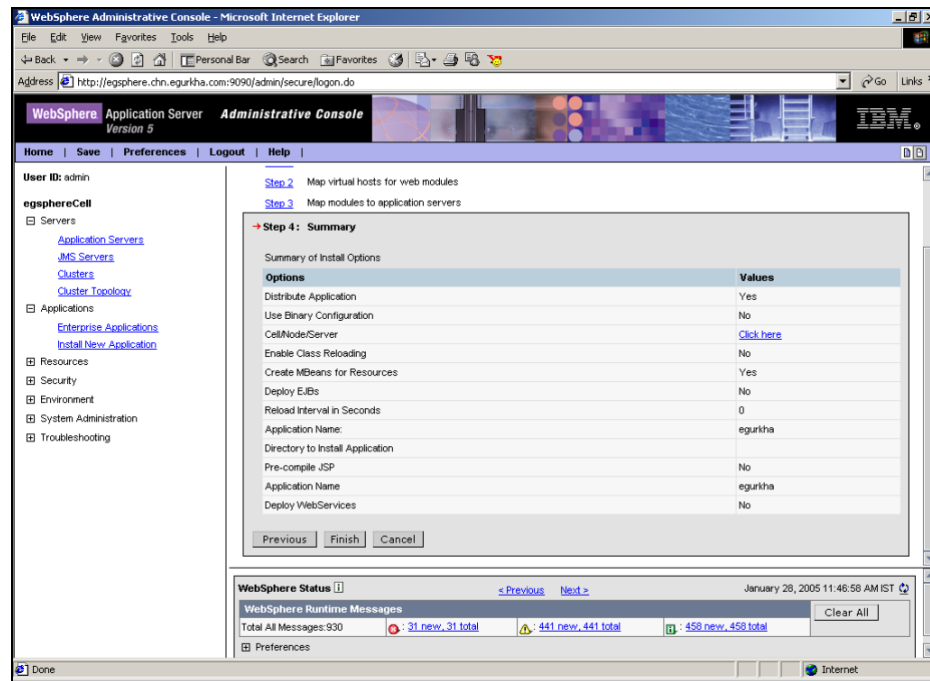 WebSphere Administrative Console - Microsoft Internet Explorer
File Edit View Favorites Tools Help
Back Personal Bar Search Favorites
Address http://egsphere.chn.egurkha.com:9090/admin/secure/logon.do Go Links
WebSphere Application Server Administrative Console
Version 5
IBM
Home | Save | Preferences | Logout | Help |
User ID: admin
egsphereCell
Servers
Application Servers
JMS Servers
Clusters
Cluster Topology
Applications
Enterprise Applications
Install New Application
Resources
Security
Environment
System Administration
Troubleshooting
Step 2 Map virtual hosts for web modules
Step 3 Map modules to application servers
Step 4: Summary
Summary of Install Options
Options Values
Distribute Application Yes
Use Binary Configuration No
Cell/Node/Server Click here
Enable Class Reloading No
Create MBeans for Resources Yes
Deploy EJBs No
Reload Interval in Seconds 0
Application Name: egurkha
Directory to Install Application
Pre-compile JSP No
Application Name egurkha
Deploy WebServices No
Previous Finish Cancel
WebSphere Status < Previous Next > January 28, 2005 11:46:58 AM IST
WebSphere Runtime Messages Clear All
Total All Messages:930 : 31 new, 31 total : 441 new, 441 total : 458 new, 458 total
Preferences
Done Internet